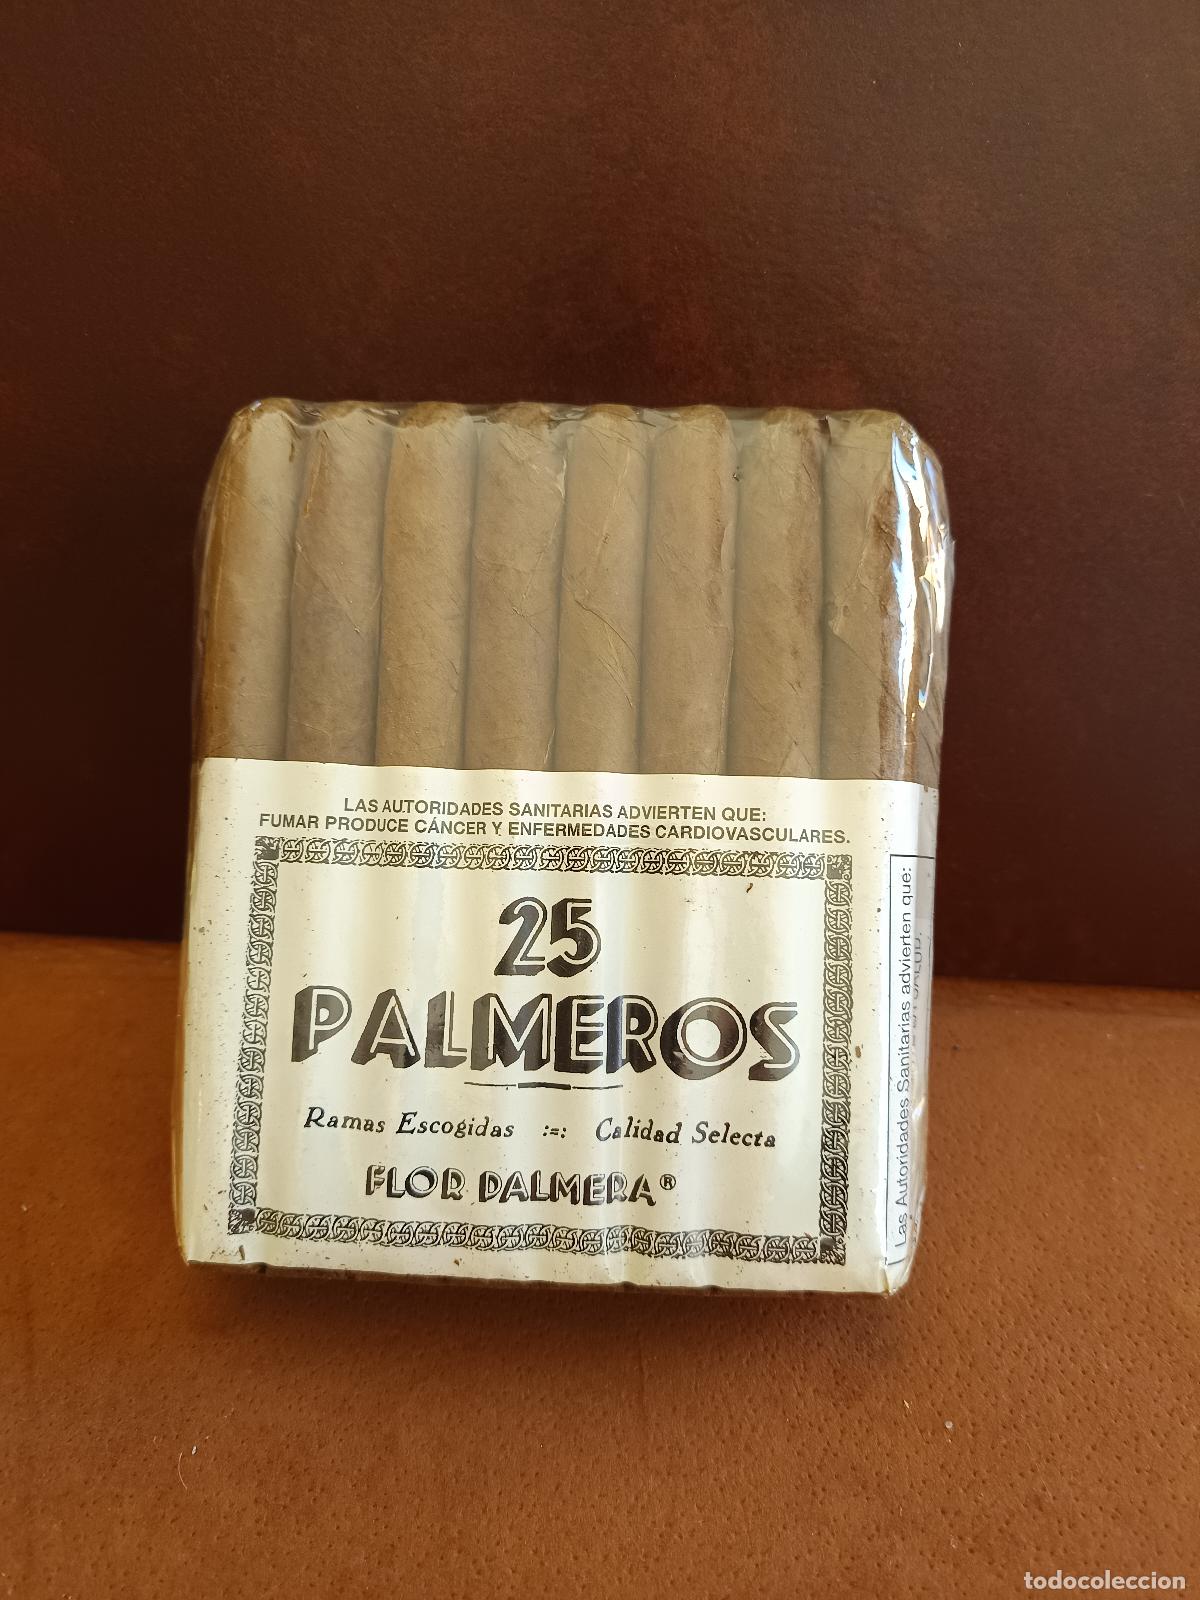 LAS AUTORIDADES SANITARIAS ADVIERTEN QUE:
FUMAR PRODUCE CÁNCER Y ENFERMEDADES CARDIOVASCULARES.
25
PALMEROS
Ramas Escogidas :=: Calidad Selecta
FLOR PALMERA®
Las Autoridades Sanitarias advierten que:
todocoleccion